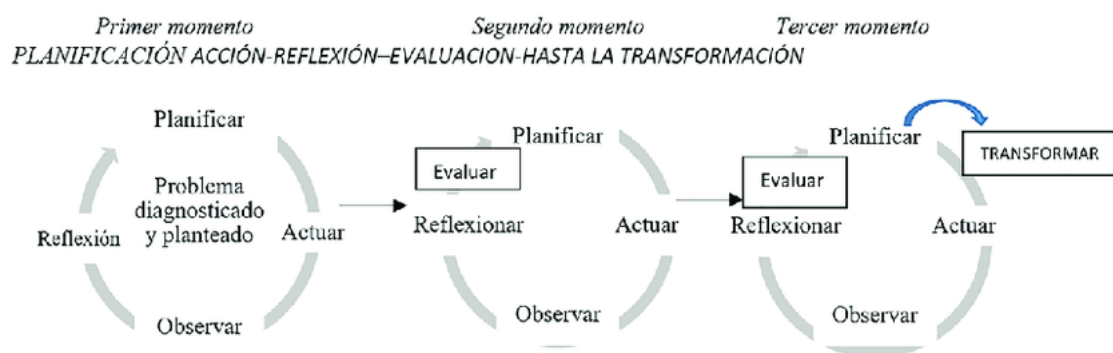 Primer momento
Segundo momento
Tercer momento
PLANIFICACIÓN ACCIÓN-REFLEXIÓN–EVALUACION-HASTA LA TRANSFORMACIÓN
Planificar
Problema
diagnosticado
y planteado
Reflexión
Actuar
Observar
Planificar
Evaluar
Reflexionar
Actuar
Observar
Planificar
TRANSFORMAR
Evaluar
Reflexionar
Actuar
Observar